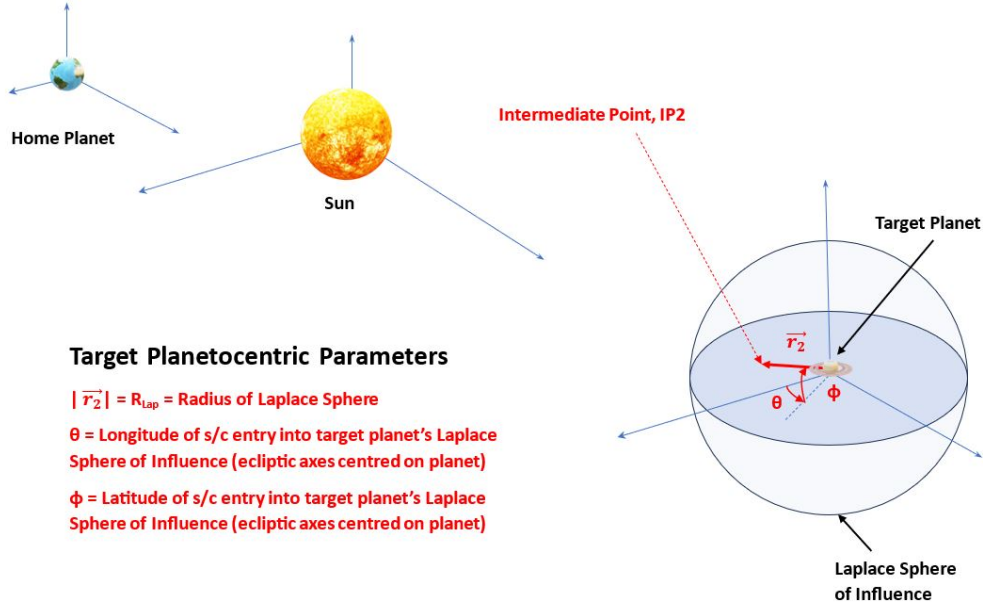 Home Planet
Sun
Intermediate Point, IP2
Target Planet
r₂
θ
ϕ
Laplace Sphere
of Influence
Target Planetocentric Parameters
| r₂ | = R_Lap = Radius of Laplace Sphere
θ = Longitude of s/c entry into target planet’s Laplace
Sphere of Influence (ecliptic axes centred on planet)
ϕ = Latitude of s/c entry into target planet’s Laplace
Sphere of Influence (ecliptic axes centred on planet)